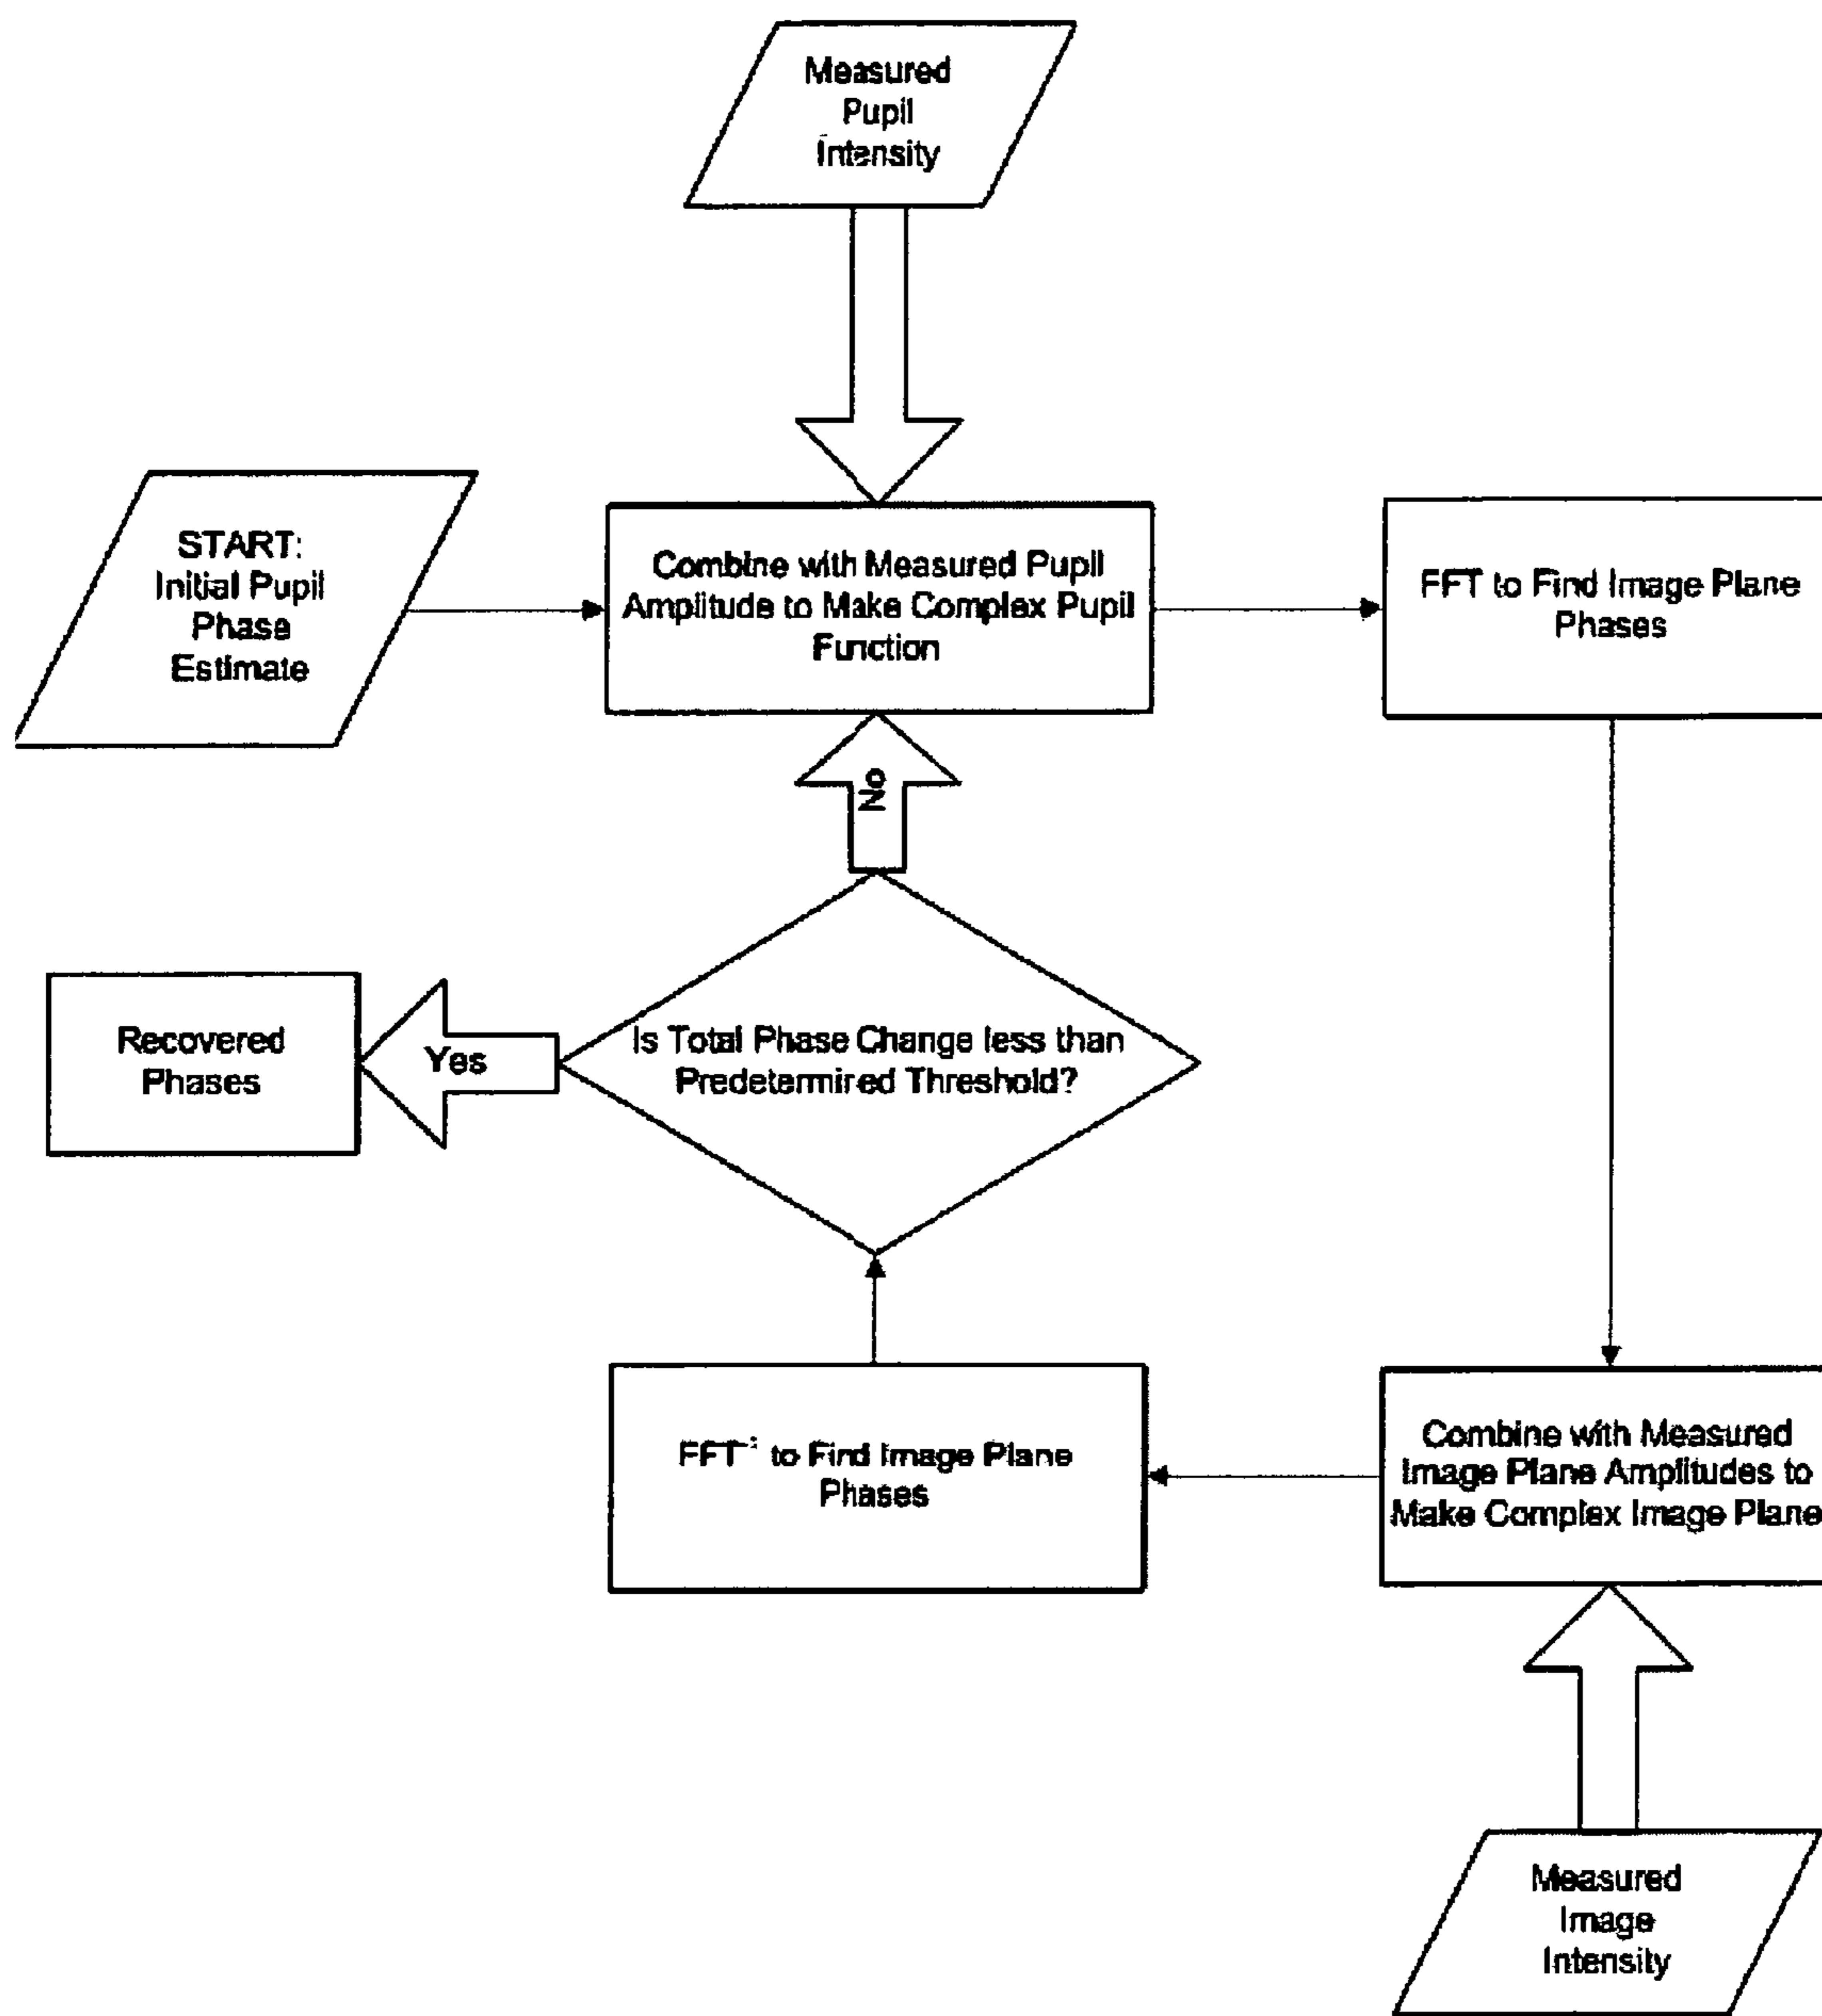 Measured
Pupil
Intensity
START:
Initial Pupil
Phase
Estimate
Combine with Measured Pupil
Amplitude to Make Complex Pupil
Function
FFT to Find Image Plane
Phases
No
Is Total Phase Change less than
Predetermined Threshold?
Yes
Recovered
Phases
FFT to Find Image Plane
Phases
Combine with Measured
Image Plane Amplitudes to
Make Complex Image Plane
Measured
Image
Intensity